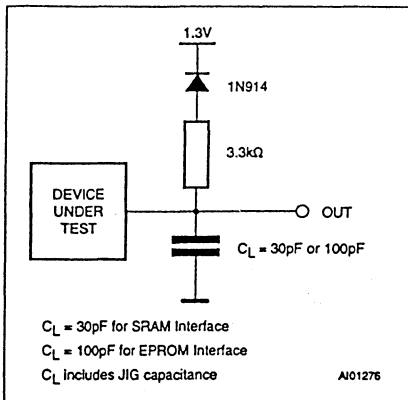 1.3V
1N914
3.3kΩ
DEVICE
UNDER
TEST
OUT
CL = 30pF or 100pF
CL = 30pF for SRAM Interface
CL = 100pF for EPROM Interface
CL includes JIG capacitance
AI01276